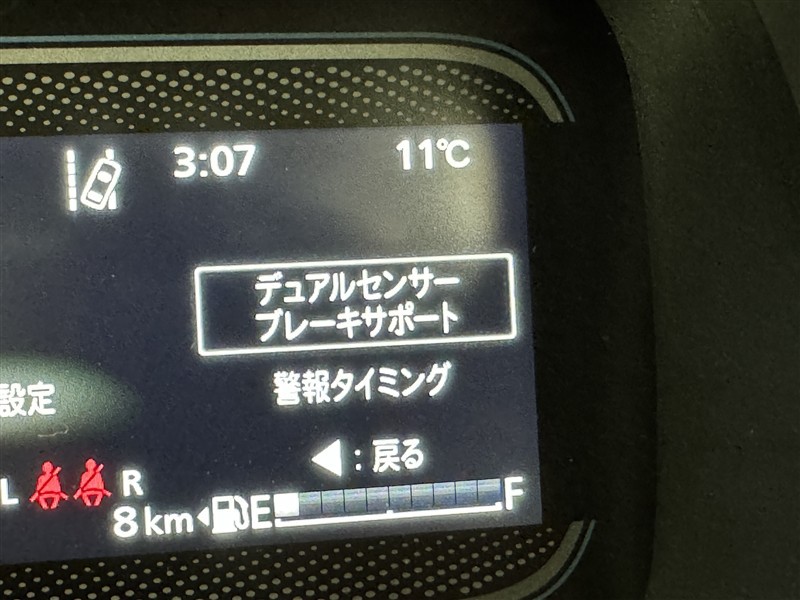 3:07 11℃
デュアルセンサー
ブレーキサポート
警報タイミング
設定
◀:戻る
L R
8km E F